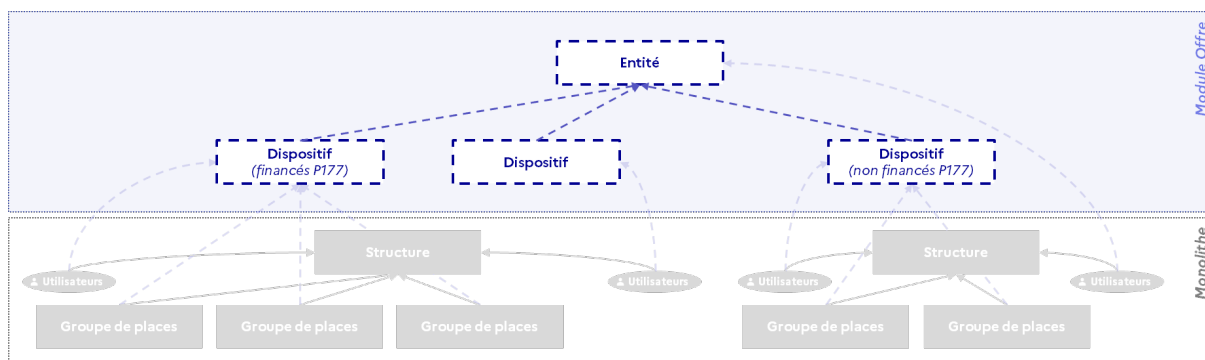 Module Offre
Entité
Dispositif
(financés P177)
Dispositif
Dispositif
(non financés P177)
Monolithe
Structure
Structure
Utilisateurs
Utilisateurs
Utilisateurs
Utilisateurs
Groupe de places
Groupe de places
Groupe de places
Groupe de places
Groupe de places